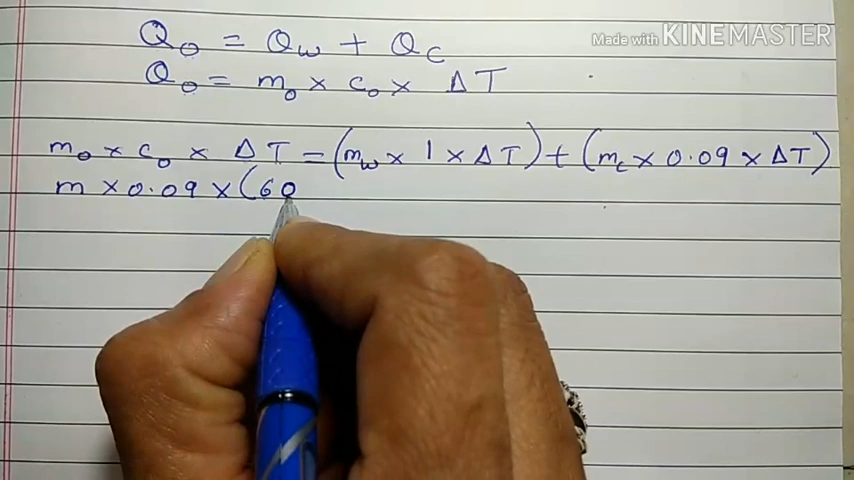 Made with KINEMASTER
Q₀ = Q_w + Q_c
Q₀ = m₀ × c₀ × ΔT
m₀ × c₀ × ΔT = (m_w × 1 × ΔT) + (m_c × 0.09 × ΔT)
m × 0.09 × (60